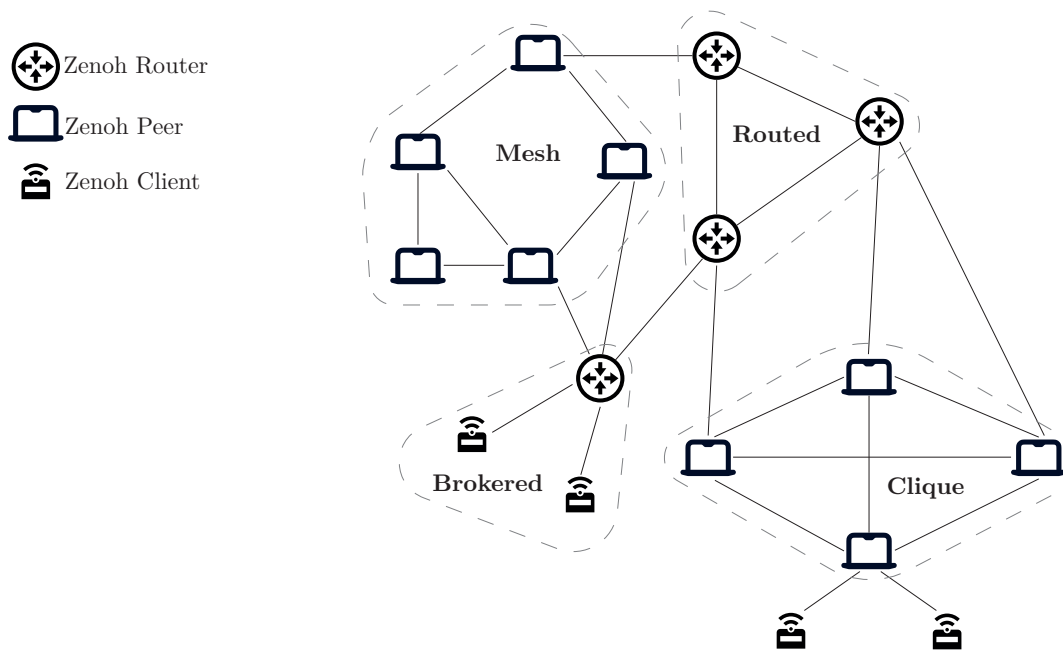 Zenoh Router
Zenoh Peer
Zenoh Client
Mesh
Routed
Brokered
Clique